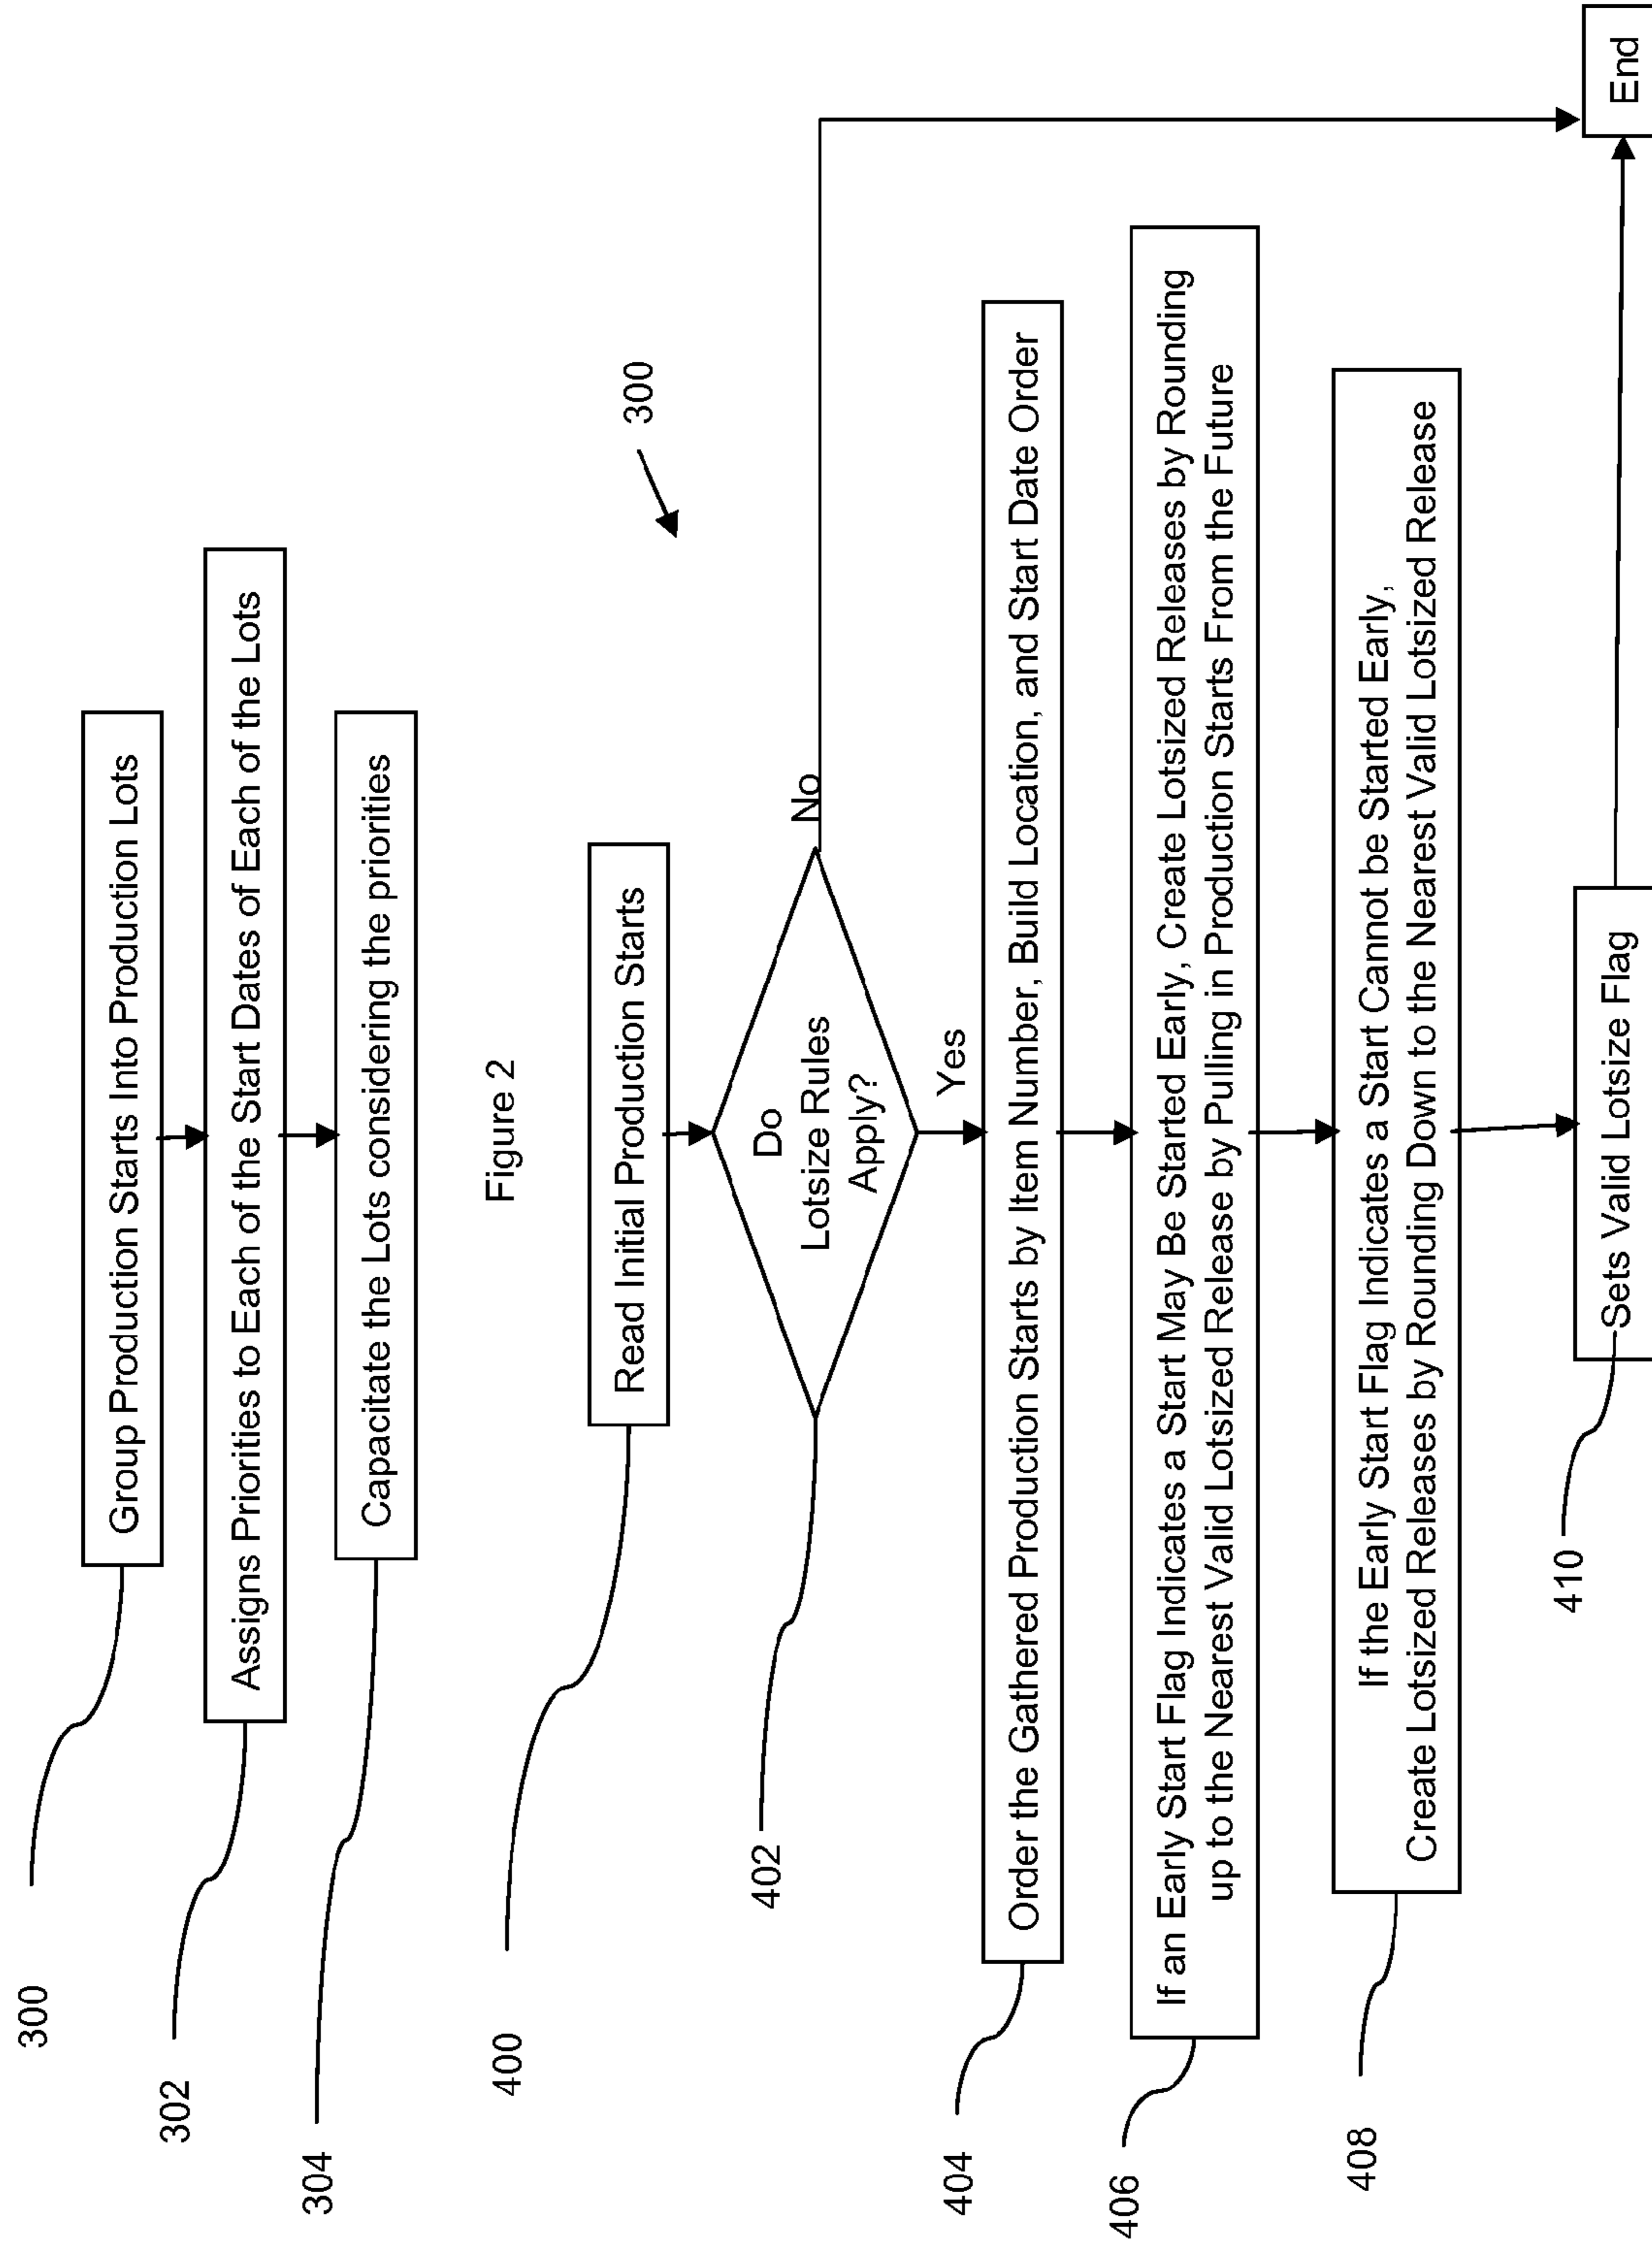 300
Group Production Starts Into Production Lots
302
Assigns Priorities to Each of the Start Dates of Each of the Lots
304
Capacitate the Lots considering the priorities
Figure 2
300
400
Read Initial Production Starts
402
Do
Lotsize Rules
Apply?
No
Yes
404
Order the Gathered Production Starts by Item Number, Build Location, and Start Date Order
406
If an Early Start Flag Indicates a Start May Be Started Early, Create Lotsized Releases by Rounding
up to the Nearest Valid Lotsized Release by Pulling in Production Starts From the Future
408
If the Early Start Flag Indicates a Start Cannot be Started Early,
Create Lotsized Releases by Rounding Down to the Nearest Valid Lotsized Release
410
Sets Valid Lotsize Flag
End